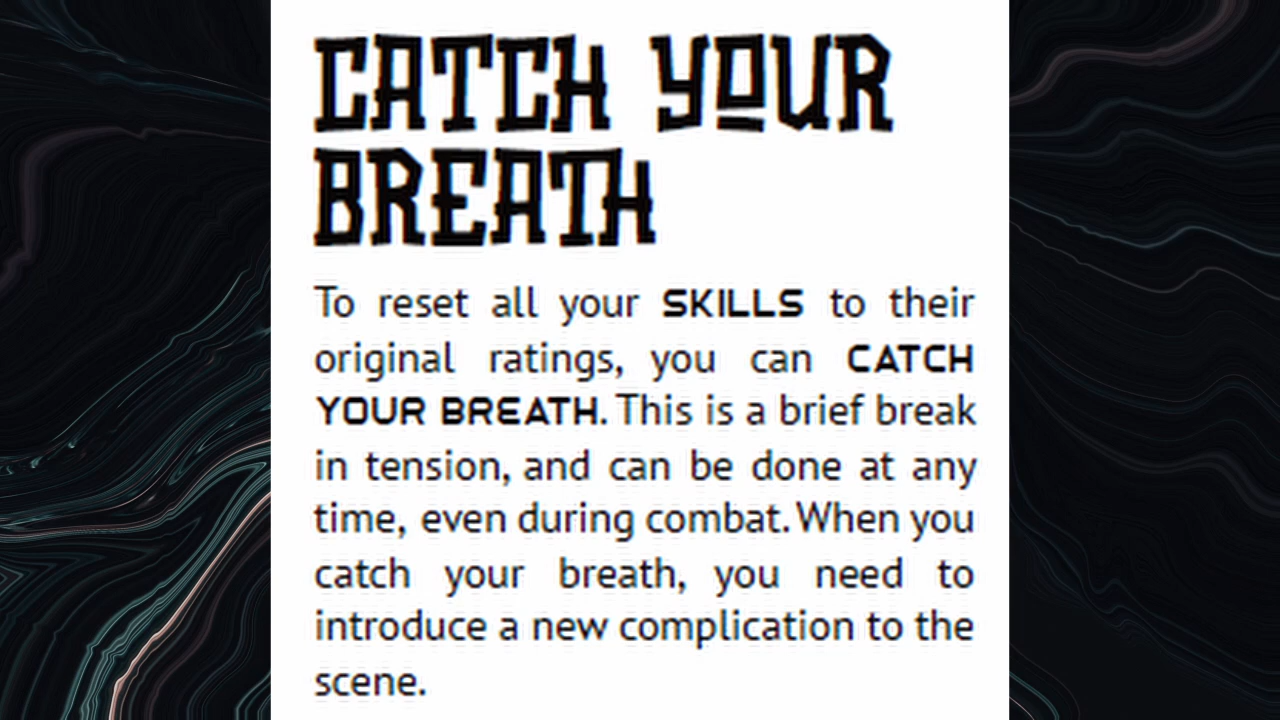 CATCH YOUR
BREATH
To reset all your SKILLS to their
original ratings, you can CATCH
YOUR BREATH. This is a brief break
in tension, and can be done at any
time, even during combat. When you
catch your breath, you need to
introduce a new complication to the
scene.